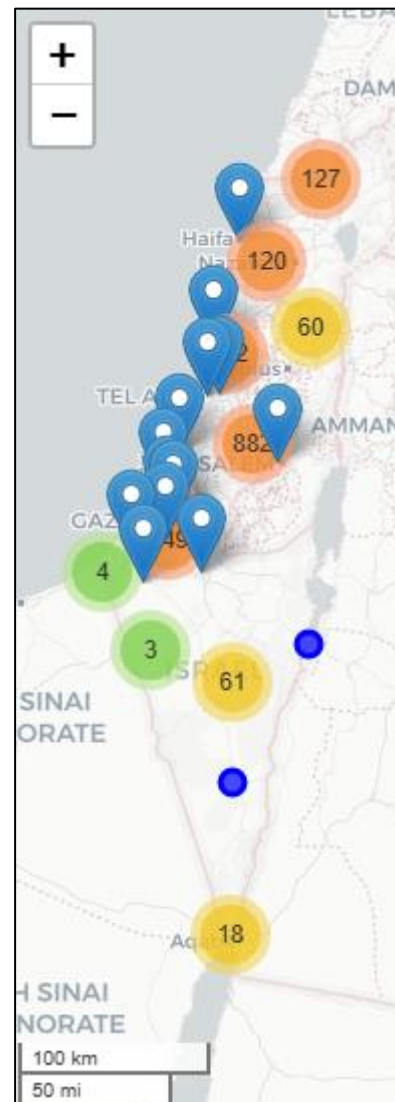 LEBA
+
−
DAM
127
Haifa
120
60
TEL A
882
AMMAN
GAZ
4
3
61
SINAI
ORATE
18
H SINAI
NORATE
100 km
50 mi